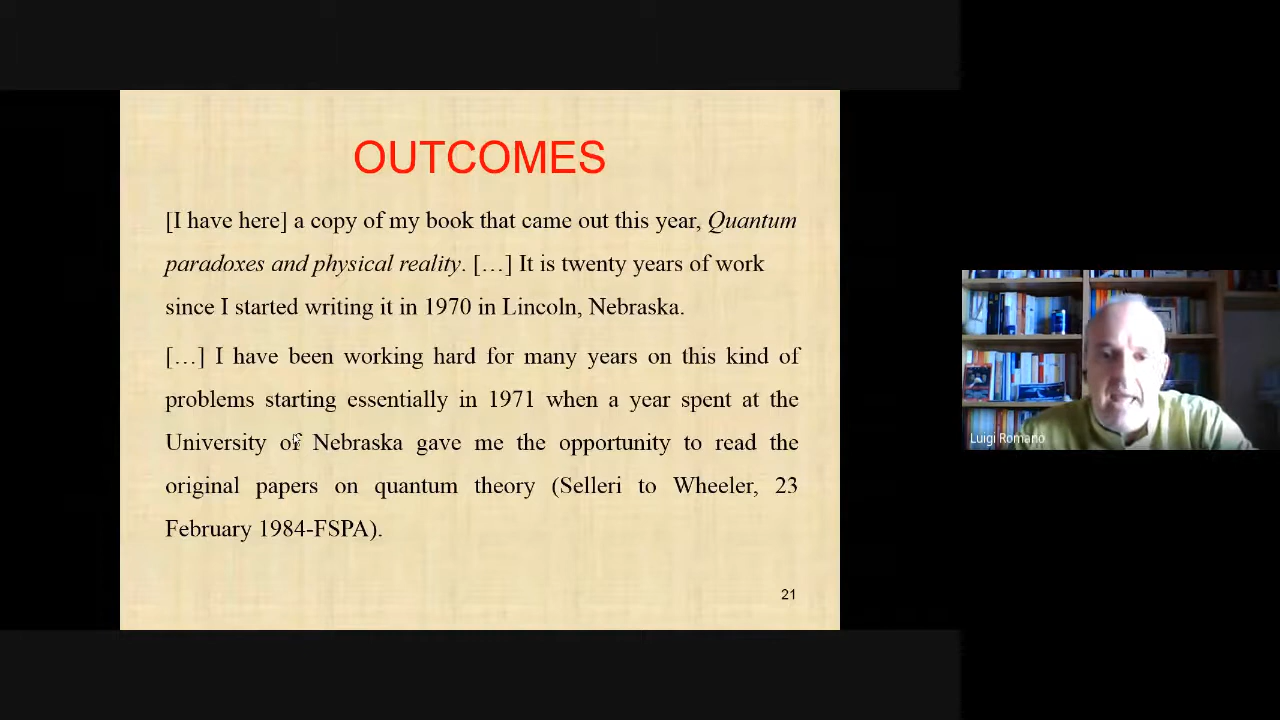 OUTCOMES
[I have here] a copy of my book that came out this year, Quantum
paradoxes and physical reality. […] It is twenty years of work
since I started writing it in 1970 in Lincoln, Nebraska.
[…] I have been working hard for many years on this kind of
problems starting essentially in 1971 when a year spent at the
University of Nebraska gave me the opportunity to read the
original papers on quantum theory (Selleri to Wheeler, 23
February 1984-FSPA).
21
Luigi Romano